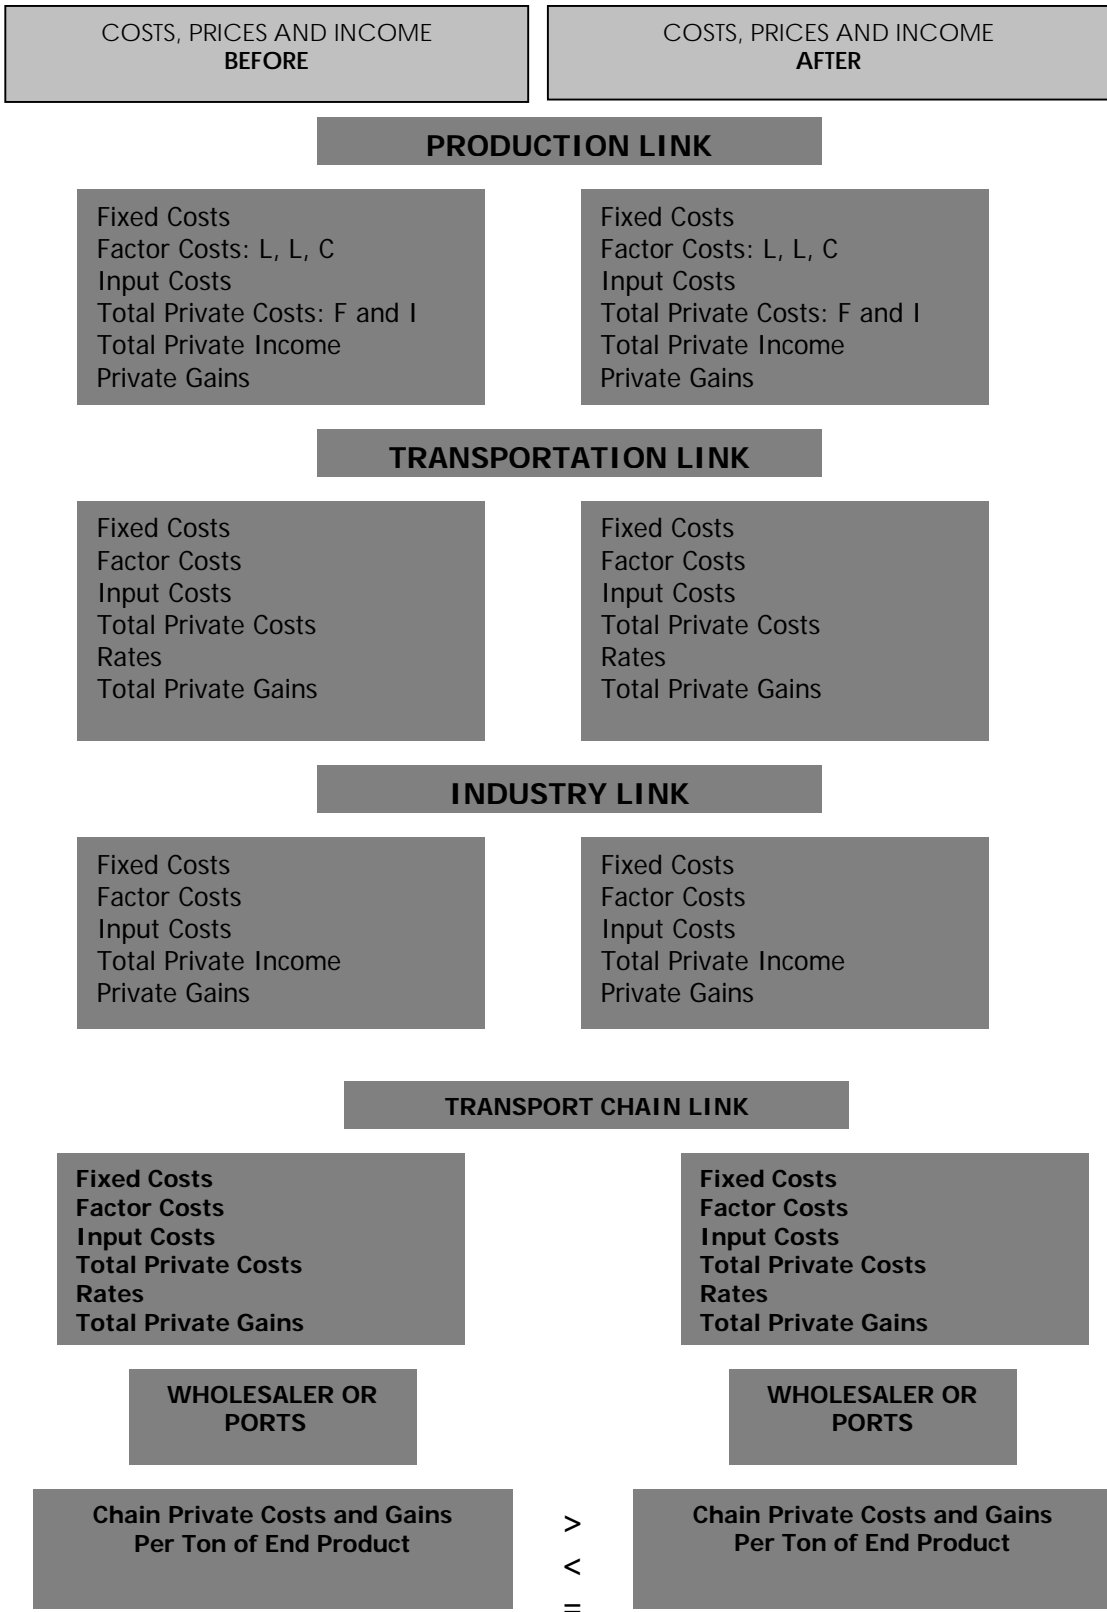 COSTS, PRICES AND INCOME
BEFORE
COSTS, PRICES AND INCOME
AFTER
PRODUCTION LINK
Fixed Costs
Factor Costs: L, L, C
Input Costs
Total Private Costs: F and I
Total Private Income
Private Gains
Fixed Costs
Factor Costs: L, L, C
Input Costs
Total Private Costs: F and I
Total Private Income
Private Gains
TRANSPORTATION LINK
Fixed Costs
Factor Costs
Input Costs
Total Private Costs
Rates
Total Private Gains
Fixed Costs
Factor Costs
Input Costs
Total Private Costs
Rates
Total Private Gains
INDUSTRY LINK
Fixed Costs
Factor Costs
Input Costs
Total Private Income
Private Gains
Fixed Costs
Factor Costs
Input Costs
Total Private Income
Private Gains
TRANSPORT CHAIN LINK
Fixed Costs
Factor Costs
Input Costs
Total Private Costs
Rates
Total Private Gains
Fixed Costs
Factor Costs
Input Costs
Total Private Costs
Rates
Total Private Gains
WHOLESALER OR
PORTS
WHOLESALER OR
PORTS
Chain Private Costs and Gains
Per Ton of End Product
>
<
=
Chain Private Costs and Gains
Per Ton of End Product